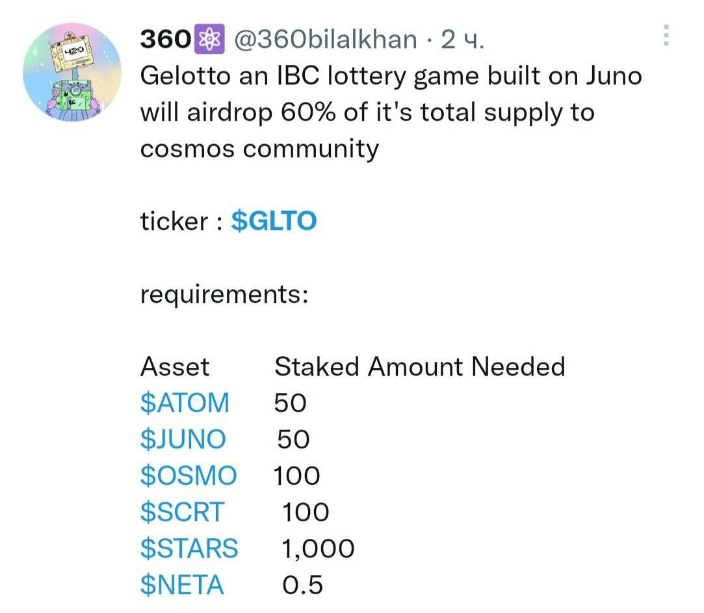 360⚛️ @360bilalkhan · 2 ч.
Gelotto an IBC lottery game built on Juno
will airdrop 60% of it's total supply to
cosmos community
ticker : $GLTO
requirements:
Asset Staked Amount Needed
$ATOM 50
$JUNO 50
$OSMO 100
$SCRT 100
$STARS 1,000
$NETA 0.5
420